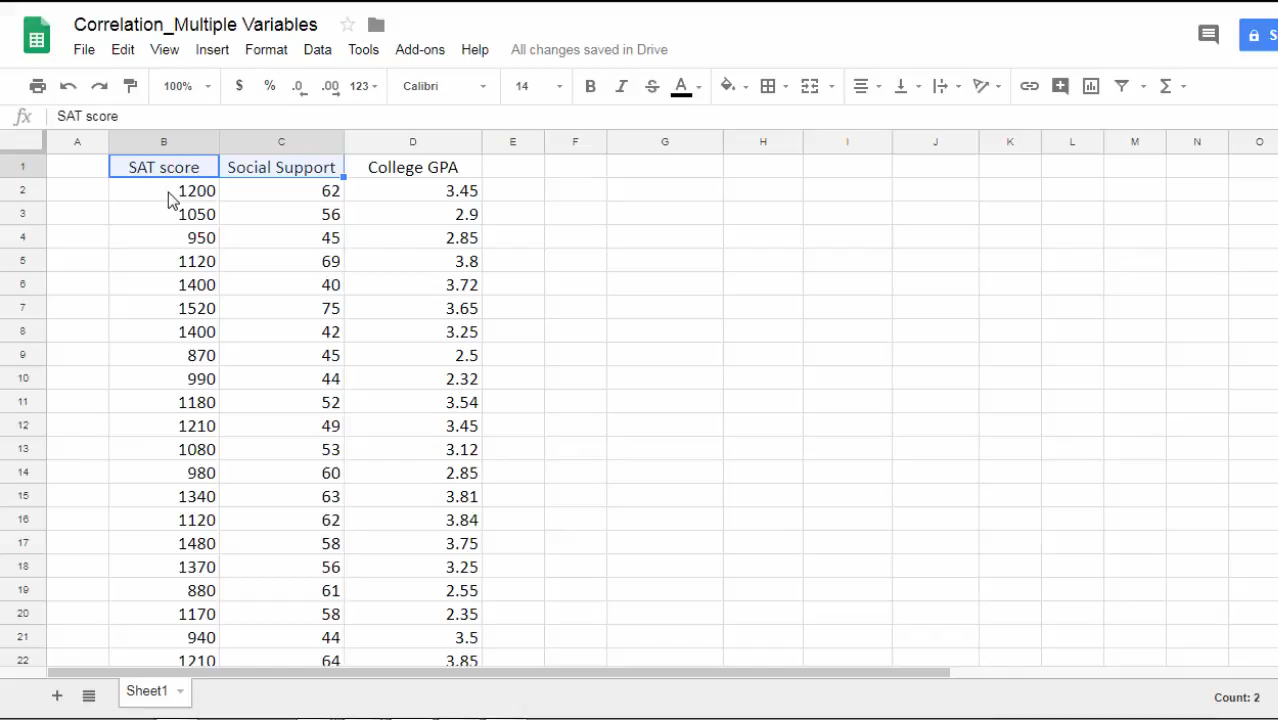 Correlation_Multiple Variables
File Edit View Insert Format Data Tools Add-ons Help All changes saved in Drive
S
100% $ % .0 .00 123 Calibri 14 B I S A Σ
fx SAT score
A B C D E F G H I J K L M N O
1 SAT score Social Support College GPA
2 1200 62 3.45
3 1050 56 2.9
4 950 45 2.85
5 1120 69 3.8
6 1400 40 3.72
7 1520 75 3.65
8 1400 42 3.25
9 870 45 2.5
10 990 44 2.32
11 1180 52 3.54
12 1210 49 3.45
13 1080 53 3.12
14 980 60 2.85
15 1340 63 3.81
16 1120 62 3.84
17 1480 58 3.75
18 1370 56 3.25
19 880 61 2.55
20 1170 58 2.35
21 940 44 3.5
22 1210 64 3.85
+ Sheet1 Count: 2